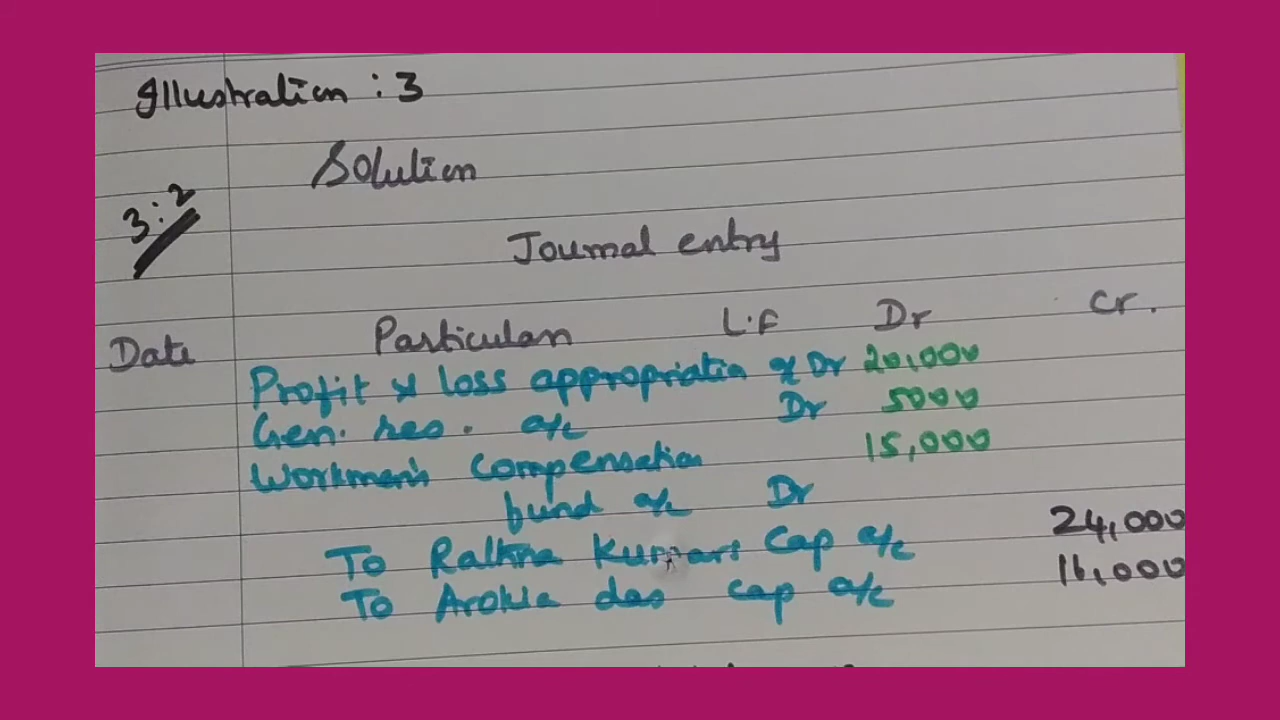 Illustration : 3
Solution
3:2
Journal entry
Date Particulars L.F Dr Cr.
Profit & loss appropriation a/c Dr 20,000
Gen. res. a/c Dr 5000
Workmen's compensation 15,000
fund a/c Dr
To Rathna Kumari Cap a/c 24,000
To Arokia das cap a/c 16,000